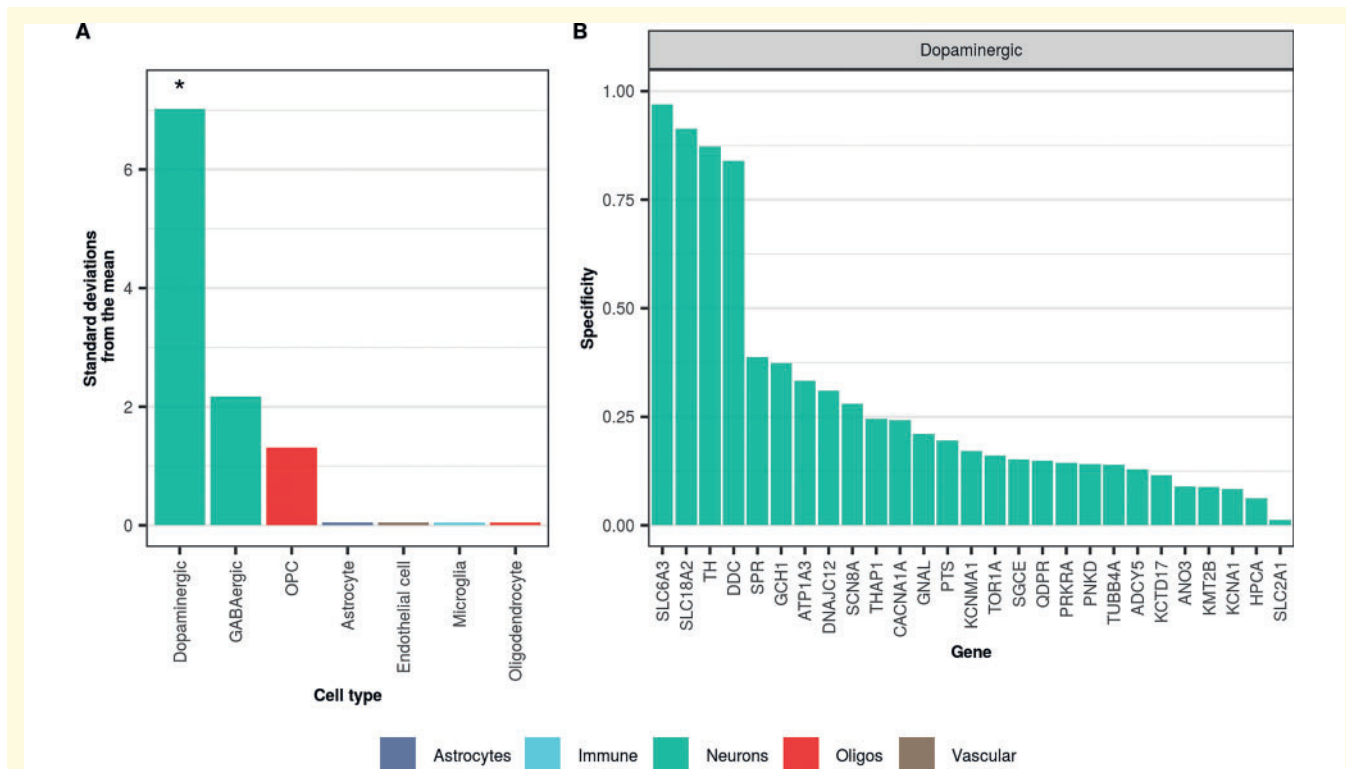 A
*
6
4
2
0
Standard deviations
from the mean
Dopaminergic
GABAergic
OPC
Astrocyte
Endothelial cell
Microglia
Oligodendrocyte
Cell type
B
Dopaminergic
1.00
0.75
0.50
0.25
0.00
Specificity
SLC6A3
SLC18A2
TH
DDC
SPR
GCH1
ATP1A3
DNAJC12
SCN8A
THAP1
CACNA1A
GNAL
PTS
KCNMA1
TOR1A
SGCE
QDPR
PRKRA
PNKD
TUBB4A
ADCY5
KCTD17
ANO3
KMT2B
KCNA1
HPCA
SLC2A1
Gene
Astrocytes Immune Neurons Oligos Vascular